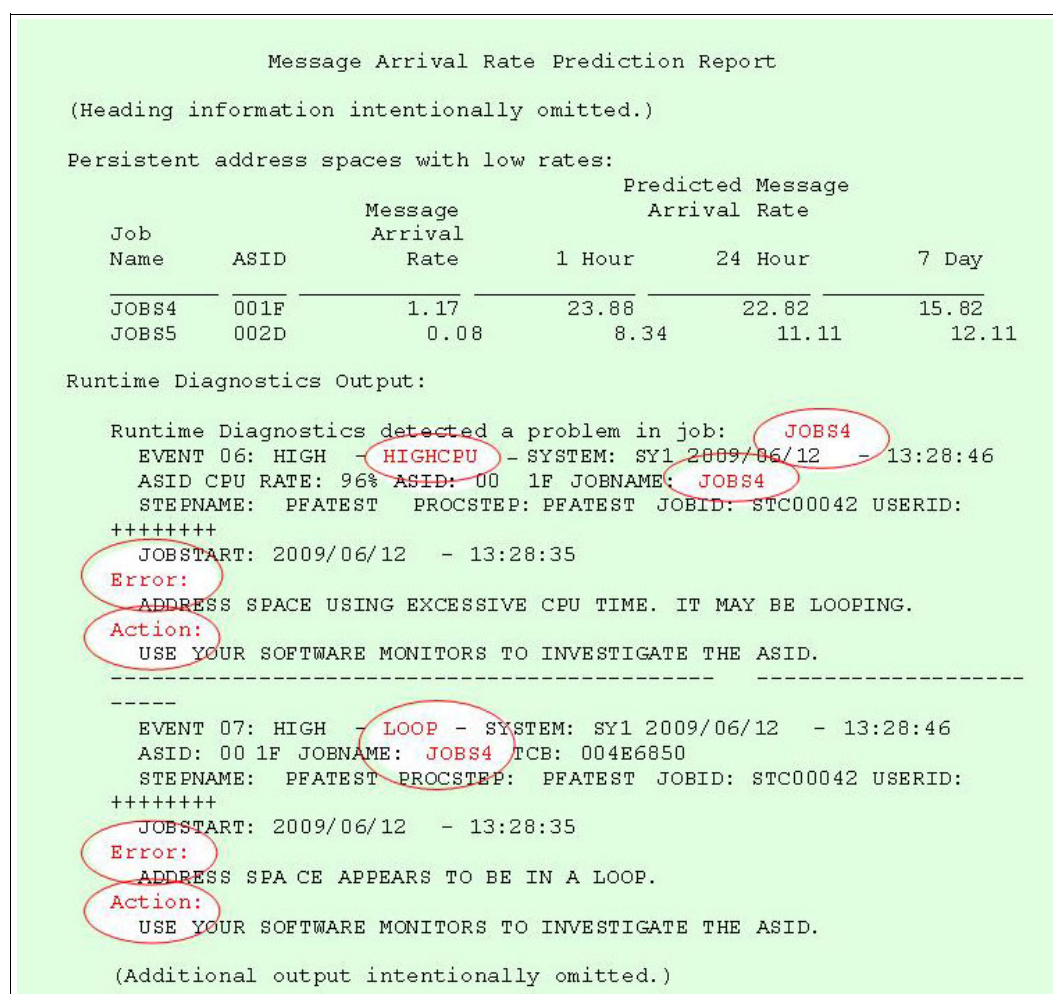 Message Arrival Rate Prediction Report
(Heading information intentionally omitted.)
Persistent address spaces with low rates:
Predicted Message
Message Arrival Rate
Job Arrival
Name ASID Rate 1 Hour 24 Hour 7 Day
JOBS4 001F 1.17 23.88 22.82 15.82
JOBS5 002D 0.08 8.34 11.11 12.11
Runtime Diagnostics Output:
Runtime Diagnostics detected a problem in job: JOBS4
EVENT 06: HIGH - HIGHCPU - SYSTEM: SY1 2009/06/12 - 13:28:46
ASID CPU RATE: 96% ASID: 00 1F JOBNAME: JOBS4
STEPNAME: PFATEST PROCSTEP: PFATEST JOBID: STC00042 USERID:
++++++++
JOBSTART: 2009/06/12 - 13:28:35
Error:
ADDRESS SPACE USING EXCESSIVE CPU TIME. IT MAY BE LOOPING.
Action:
USE YOUR SOFTWARE MONITORS TO INVESTIGATE THE ASID.
--------------------------------------------- --------------------
-----
EVENT 07: HIGH - LOOP - SYSTEM: SY1 2009/06/12 - 13:28:46
ASID: 00 1F JOBNAME: JOBS4 TCB: 004E6850
STEPNAME: PFATEST PROCSTEP: PFATEST JOBID: STC00042 USERID:
++++++++
JOBSTART: 2009/06/12 - 13:28:35
Error:
ADDRESS SPA CE APPEARS TO BE IN A LOOP.
Action:
USE YOUR SOFTWARE MONITORS TO INVESTIGATE THE ASID.
(Additional output intentionally omitted.)